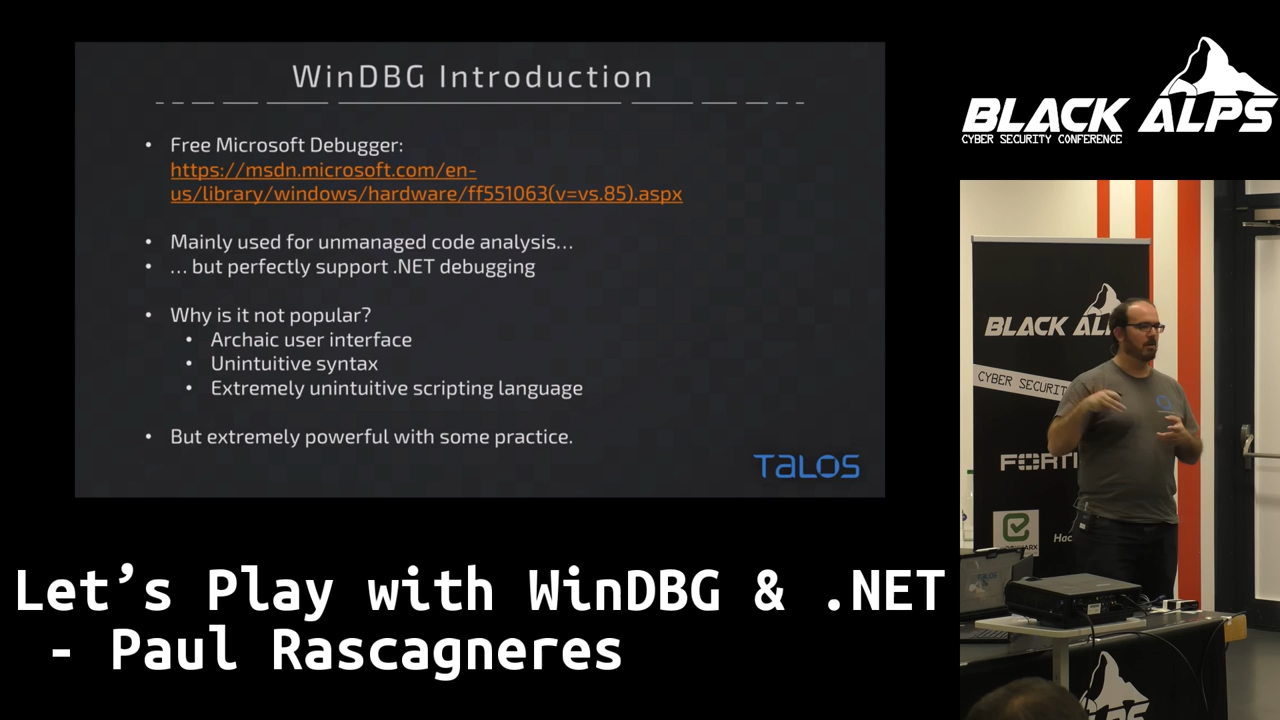 WinDBG Introduction
• Free Microsoft Debugger:
https://msdn.microsoft.com/en-
us/library/windows/hardware/ff551063(v=vs.85).aspx
• Mainly used for unmanaged code analysis...
• ... but perfectly support .NET debugging
• Why is it not popular?
• Archaic user interface
• Unintuitive syntax
• Extremely unintuitive scripting language
• But extremely powerful with some practice.
TALOS
Let’s Play with WinDBG & .NET
- Paul Rascagneres
BLACK ALPS
CYBER SECURITY CONFERENCE
BLACK AL
CYBER SECURIT
FORTI
Hac